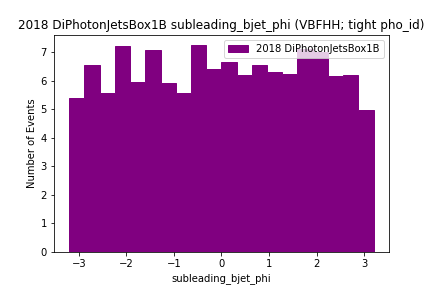 2018 DiPhotonJetsBox1B subleading_bjet_phi (VBFHH; tight pho_id)
2018 DiPhotonJetsBox1B
7
6
5
4
3
2
1
0
Number of Events
−3 −2 −1 0 1 2 3
subleading_bjet_phi